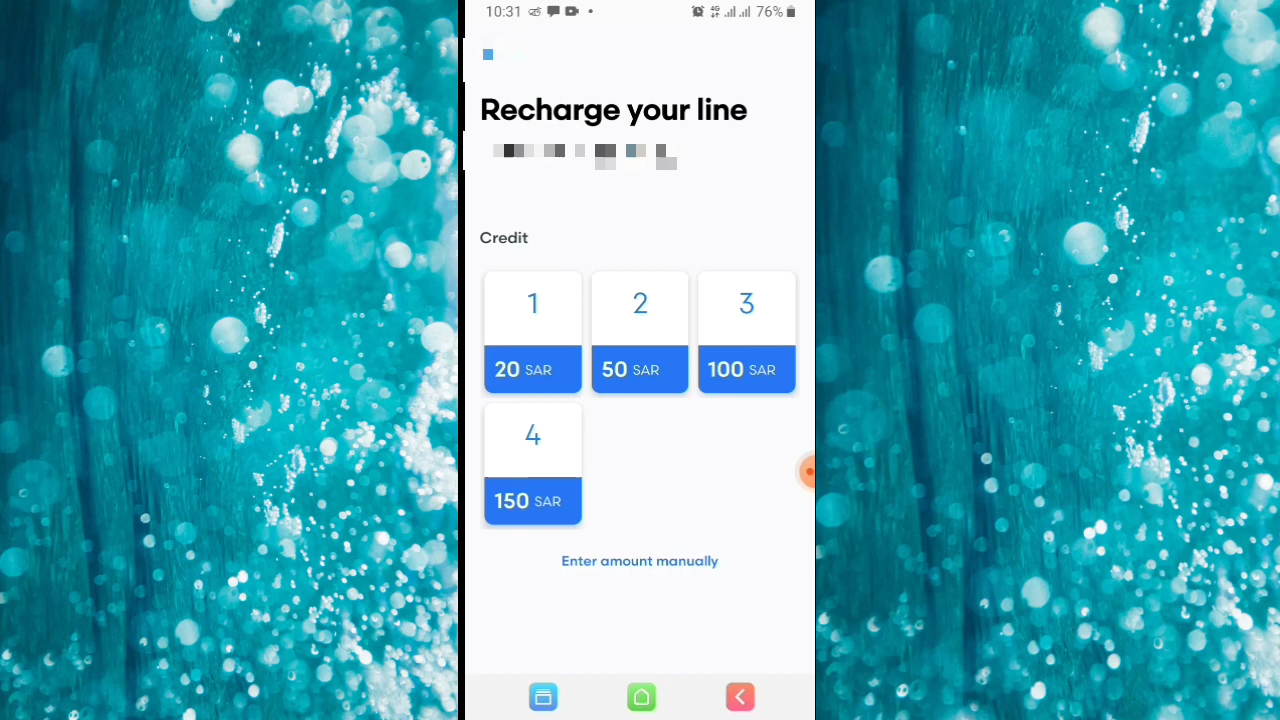 10:31 4G 76%
Recharge your line
Credit
1 2 3
20 SAR 50 SAR 100 SAR
4
150 SAR
Enter amount manually